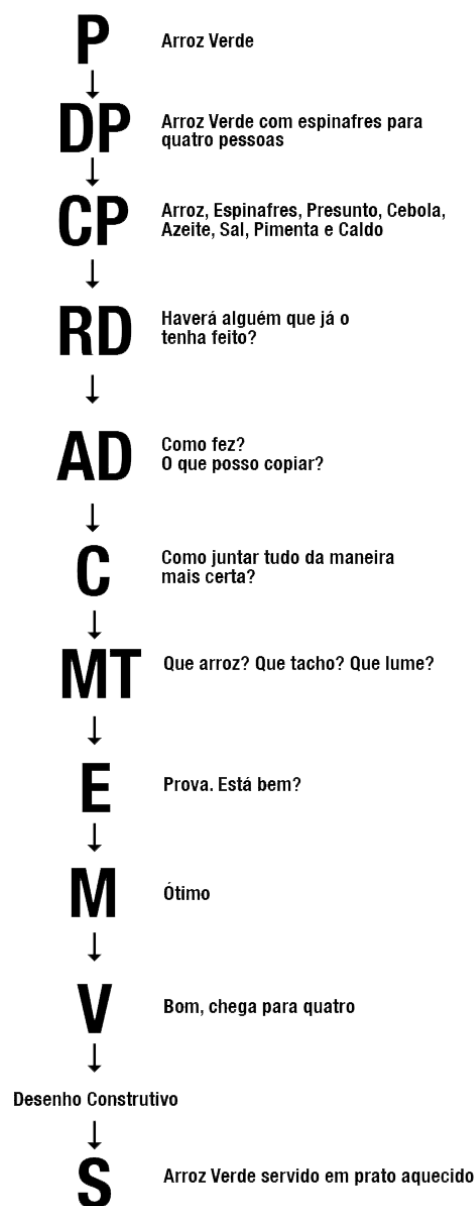 P
Arroz Verde
DP
Arroz Verde com espinafres para
quatro pessoas
CP
Arroz, Espinafres, Presunto, Cebola,
Azeite, Sal, Pimenta e Caldo
RD
Haverá alguém que já o
tenha feito?
AD
Como fez?
O que posso copiar?
C
Como juntar tudo da maneira
mais certa?
MT
Que arroz? Que tacho? Que lume?
E
Prova. Está bem?
M
Ótimo
V
Bom, chega para quatro
Desenho Construtivo
S
Arroz Verde servido em prato aquecido